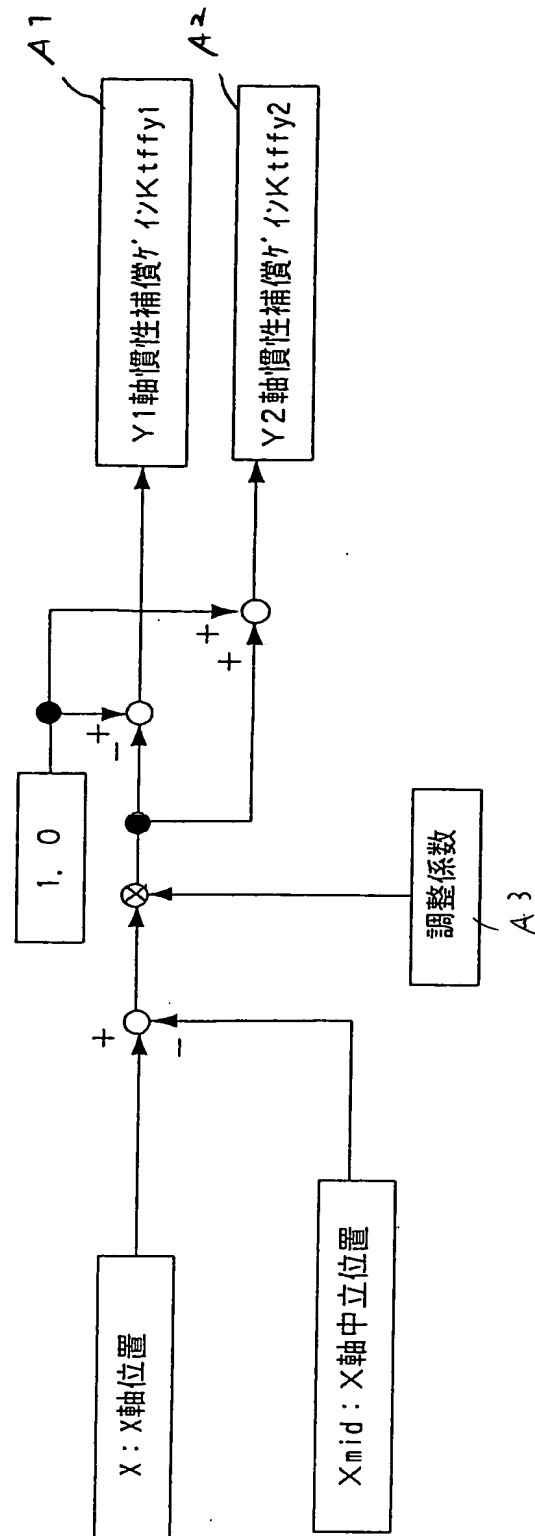 X：X軸位置
Xmid：X軸中立位置
+
-
調整係数
A3
1.0
+
-
+
+
Y1軸慣性補償ｹﾞｲﾝKtffy1
A1
Y2軸慣性補償ｹﾞｲﾝKtffy2
A2